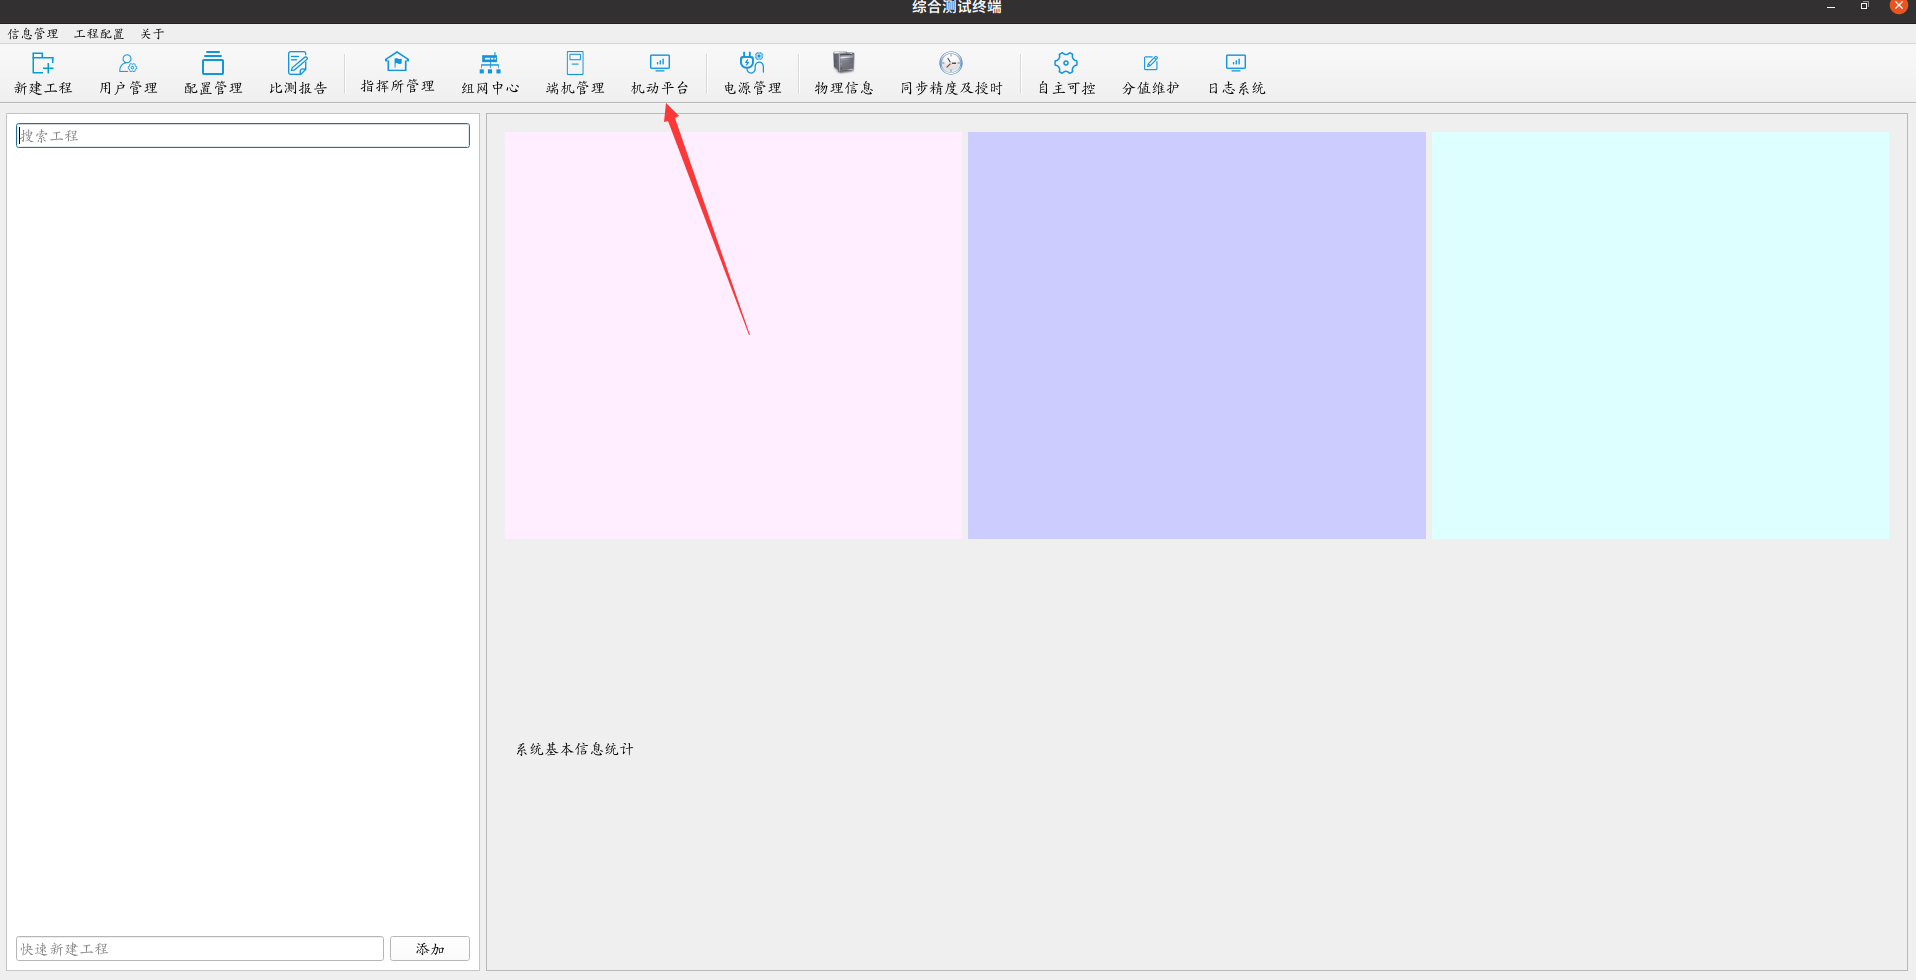 综合测试终端
信息管理 工程配置 关于
新建工程 用户管理 配置管理 比测报告 指挥所管理 组网中心 端机管理 机动平台 电源管理 物理信息 同步精度及授时 自主可控 分值维护 日志系统
搜索工程
系统基本信息统计
快速新建工程 添加